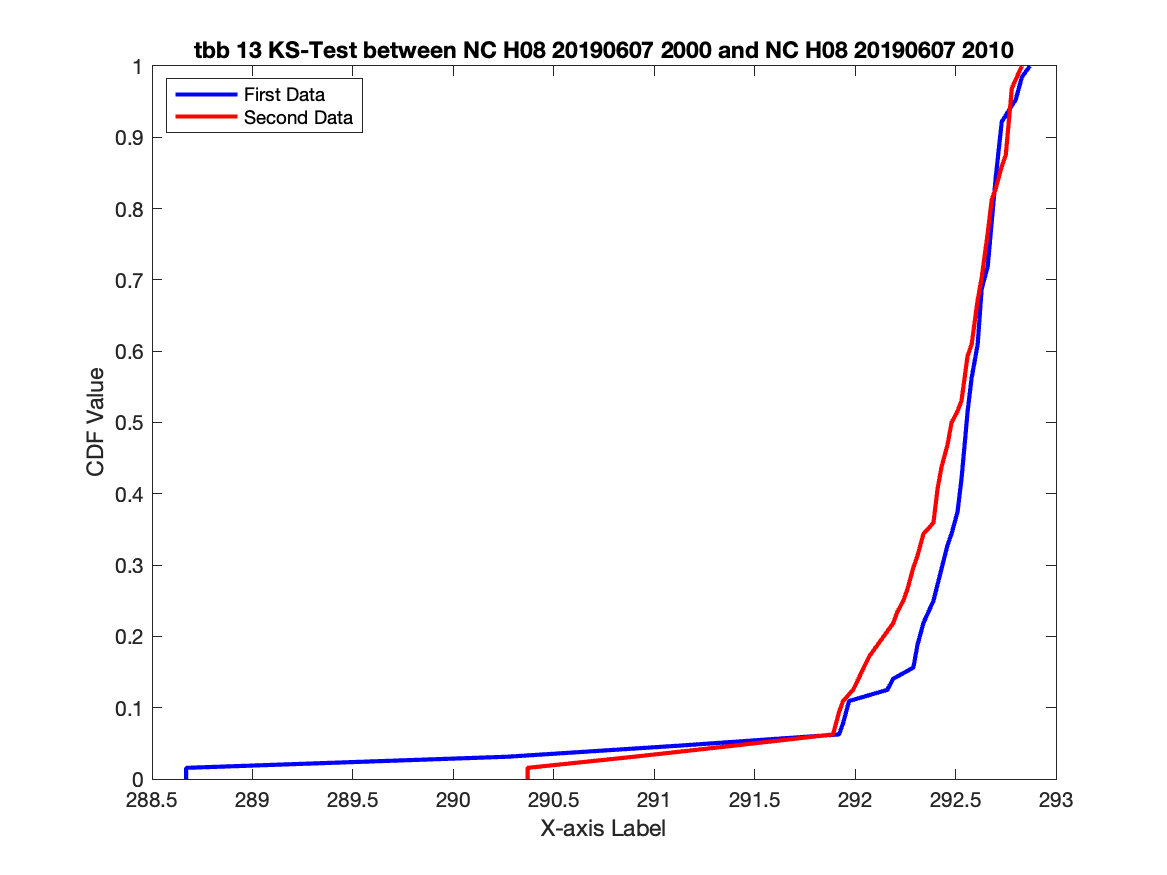 tbb 13 KS-Test between NC H08 20190607 2000 and NC H08 20190607 2010
First Data
Second Data
1
0.9
0.8
0.7
0.6
0.5
0.4
0.3
0.2
0.1
0
CDF Value
288.5 289 289.5 290 290.5 291 291.5 292 292.5 293
X-axis Label